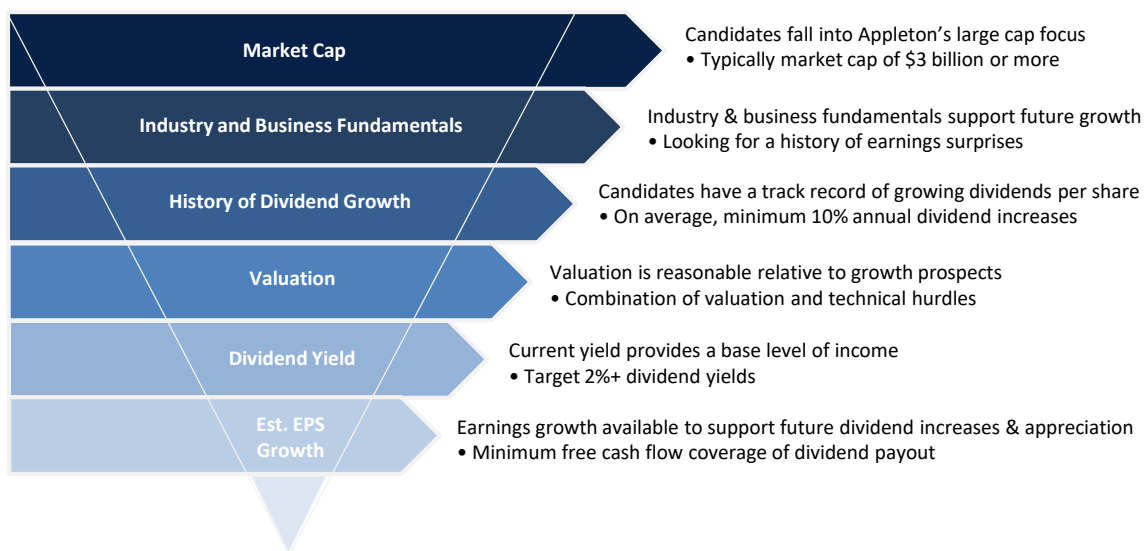 Market Cap
Candidates fall into Appleton’s large cap focus
• Typically market cap of $3 billion or more
Industry and Business Fundamentals
Industry & business fundamentals support future growth
• Looking for a history of earnings surprises
History of Dividend Growth
Candidates have a track record of growing dividends per share
• On average, minimum 10% annual dividend increases
Valuation
Valuation is reasonable relative to growth prospects
• Combination of valuation and technical hurdles
Dividend Yield
Current yield provides a base level of income
• Target 2%+ dividend yields
Est. EPS
Growth
Earnings growth available to support future dividend increases & appreciation
• Minimum free cash flow coverage of dividend payout